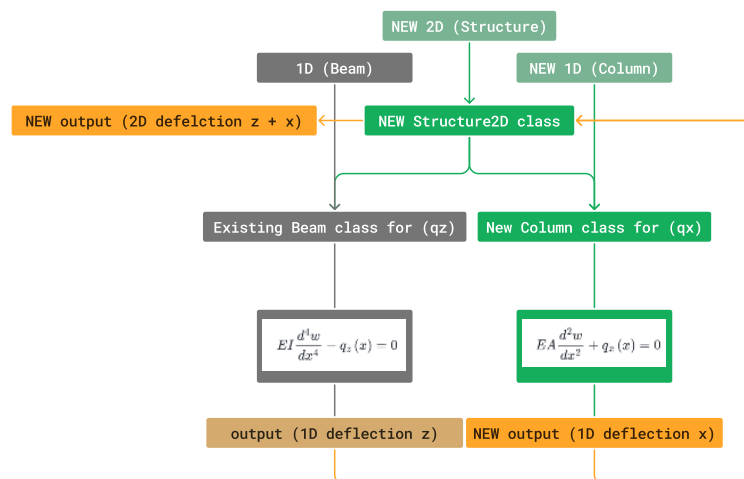 NEW 2D (Structure)
1D (Beam)
NEW 1D (Column)
NEW output (2D defelction z + x)
NEW Structure2D class
Existing Beam class for (qz)
New Column class for (qx)
EI d⁴w/dx⁴ − q_z(x) = 0
EA d²w/dx² + q_x(x) = 0
output (1D deflection z)
NEW output (1D deflection x)